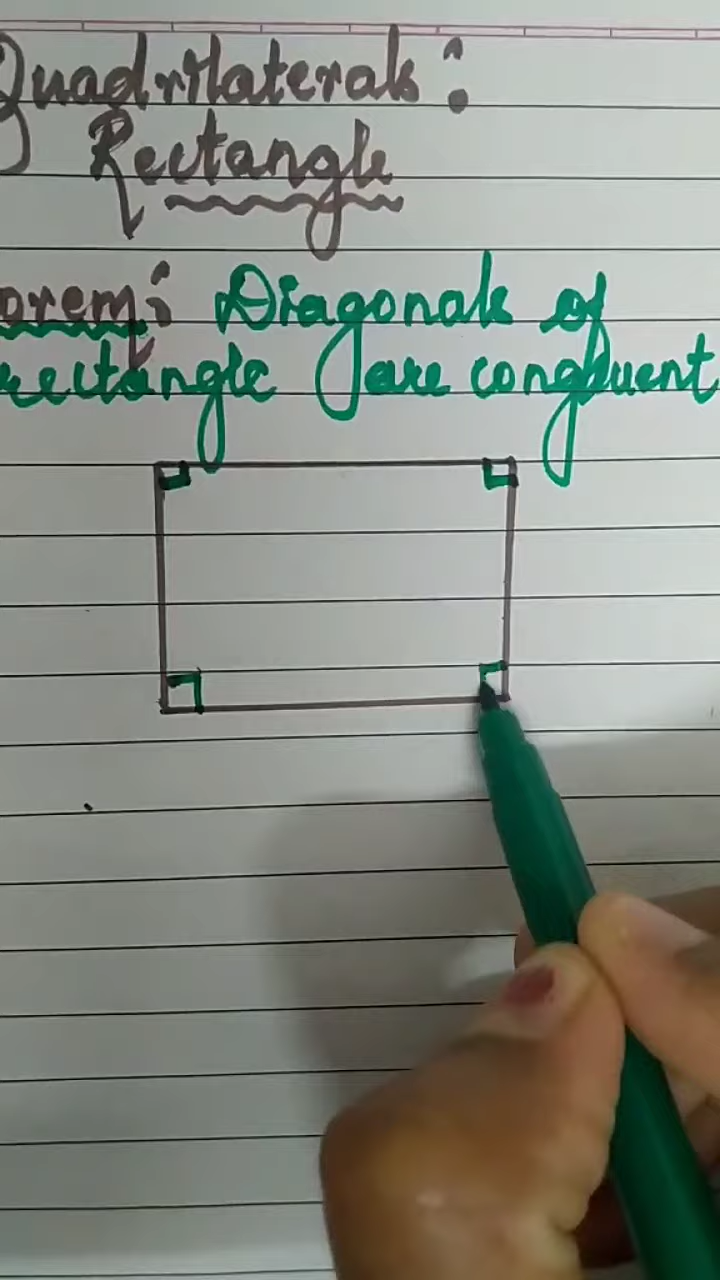 Quadrilaterals:
Rectangle
orem: Diagonals of
rectangle are congruent